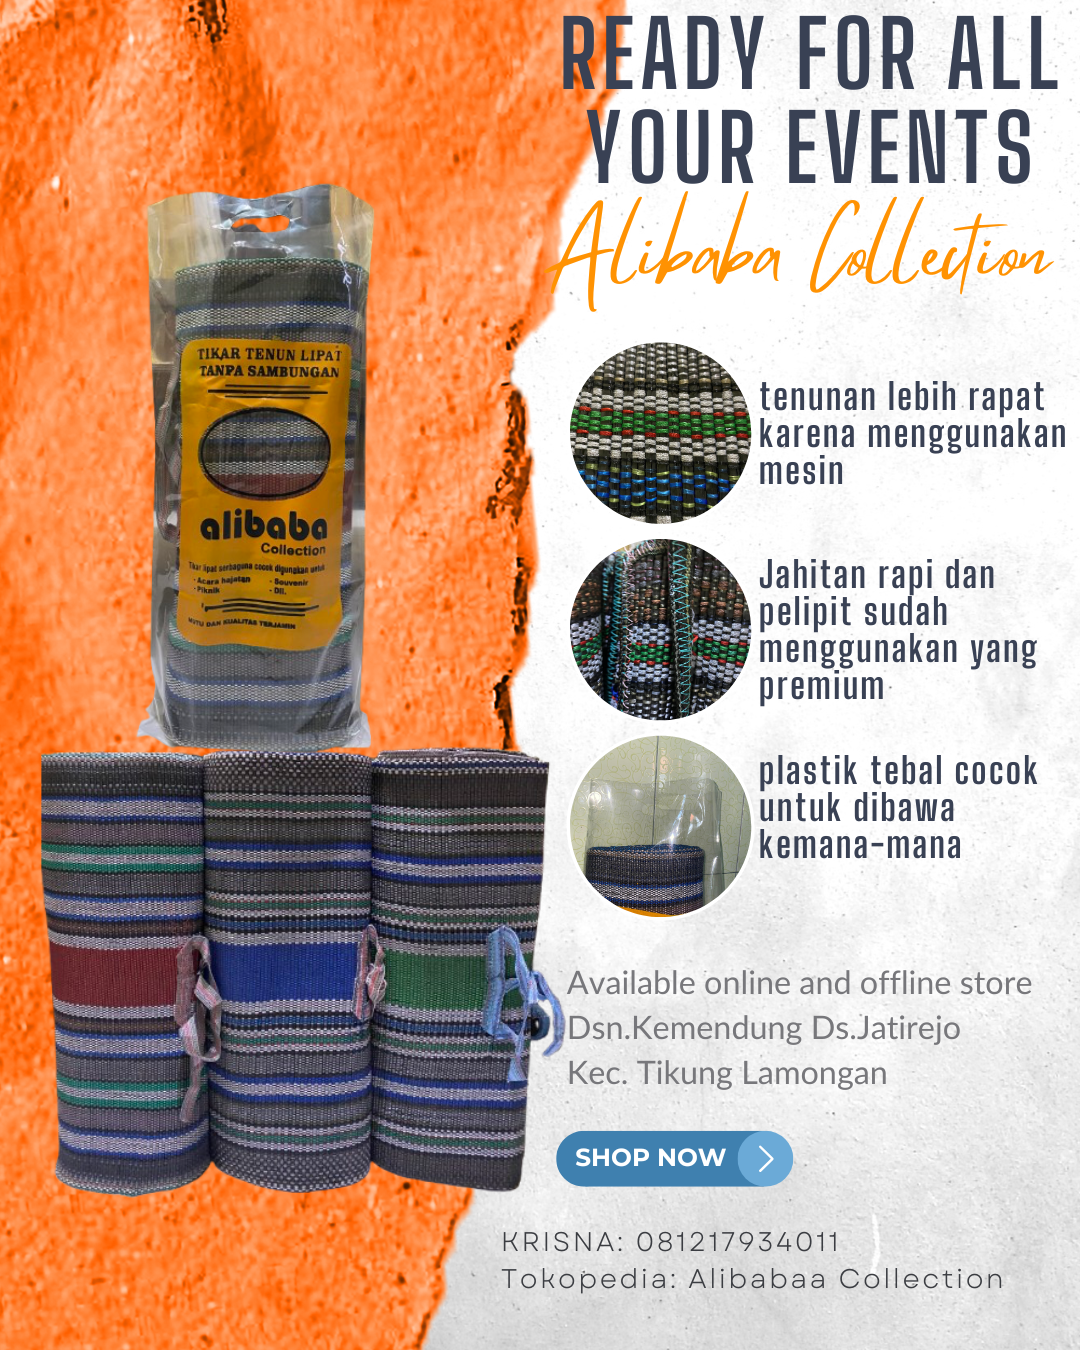 READY FOR ALL
YOUR EVENTS
Alibaba Collection
TIKAR TENUN LIPAT
TANPA SAMBUNGAN
alibaba
Collection
Tikar lipat serbaguna cocok digunakan untuk
- Acara hajatan - Souvenir
- Piknik - Dll.
MUTU DAN KUALITAS TERJAMIN
tenunan lebih rapat
karena menggunakan
mesin
Jahitan rapi dan
pelipit sudah
menggunakan yang
premium
plastik tebal cocok
untuk dibawa
kemana-mana
Available online and offline store
Dsn.Kemendung Ds.Jatirejo
Kec. Tikung Lamongan
SHOP NOW
KRISNA: 081217934011
Tokopedia: Alibabaa Collection